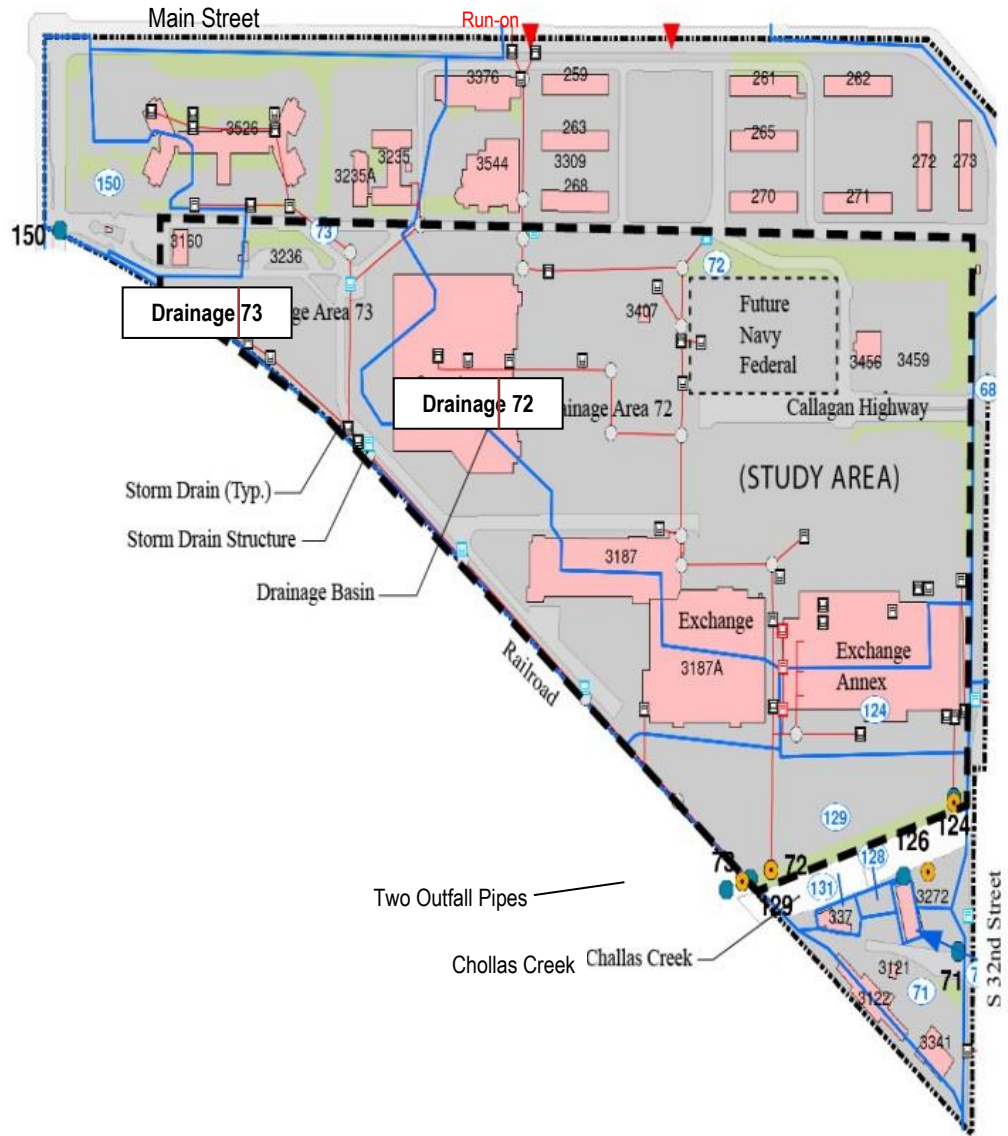 Main Street
Run-on
3376
259
261
262
3526
263
265
3235
3544
3309
272
273
3235A
150
268
270
271
150
73
3160
3236
72
Drainage 73
ge Area 73
3407
Future
Navy
Federal
3456
3459
68
Drainage 72
ainage Area 72
Callagan Highway
(STUDY AREA)
Storm Drain (Typ.)
Storm Drain Structure
3187
Drainage Basin
Exchange
Exchange
Annex
3187A
Railroad
124
129
124
126
73
72
128
131
3272
Two Outfall Pipes
129
337
Chollas Creek
Challas Creek
3121
71
7
3122
71
3341
S 32nd Street